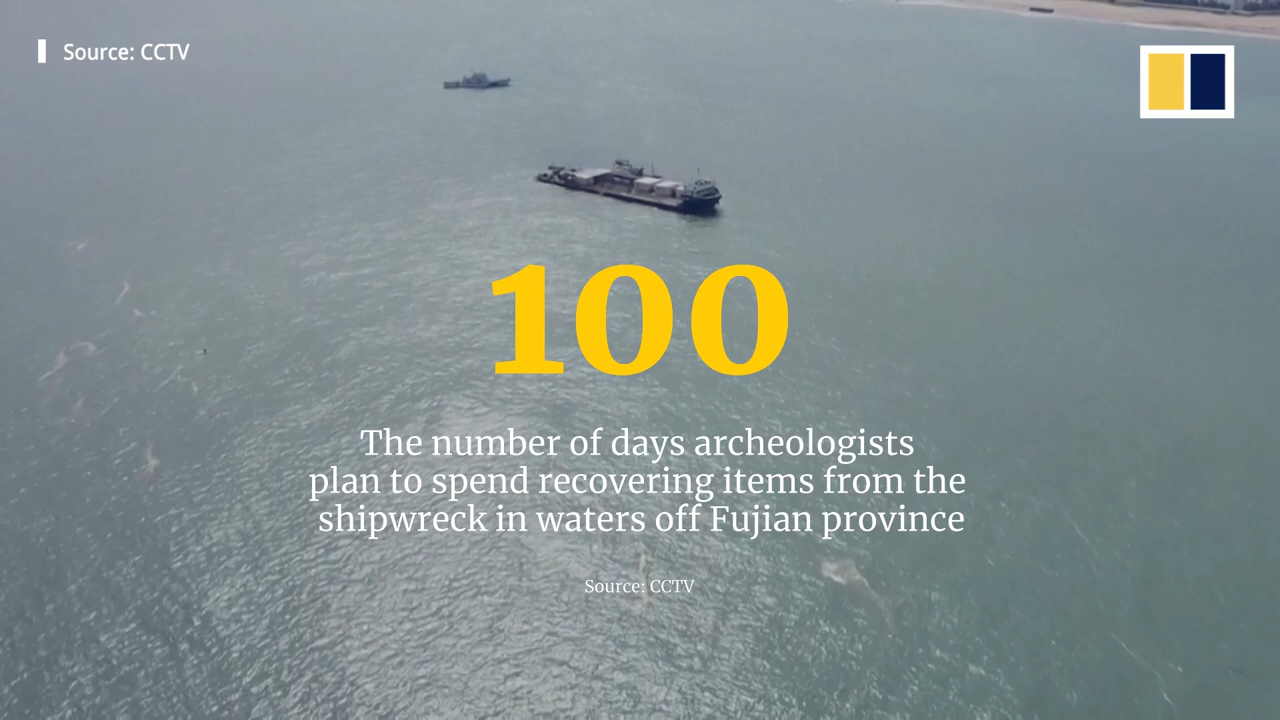 Source: CCTV
100
The number of days archeologists
plan to spend recovering items from the
shipwreck in waters off Fujian province
Source: CCTV